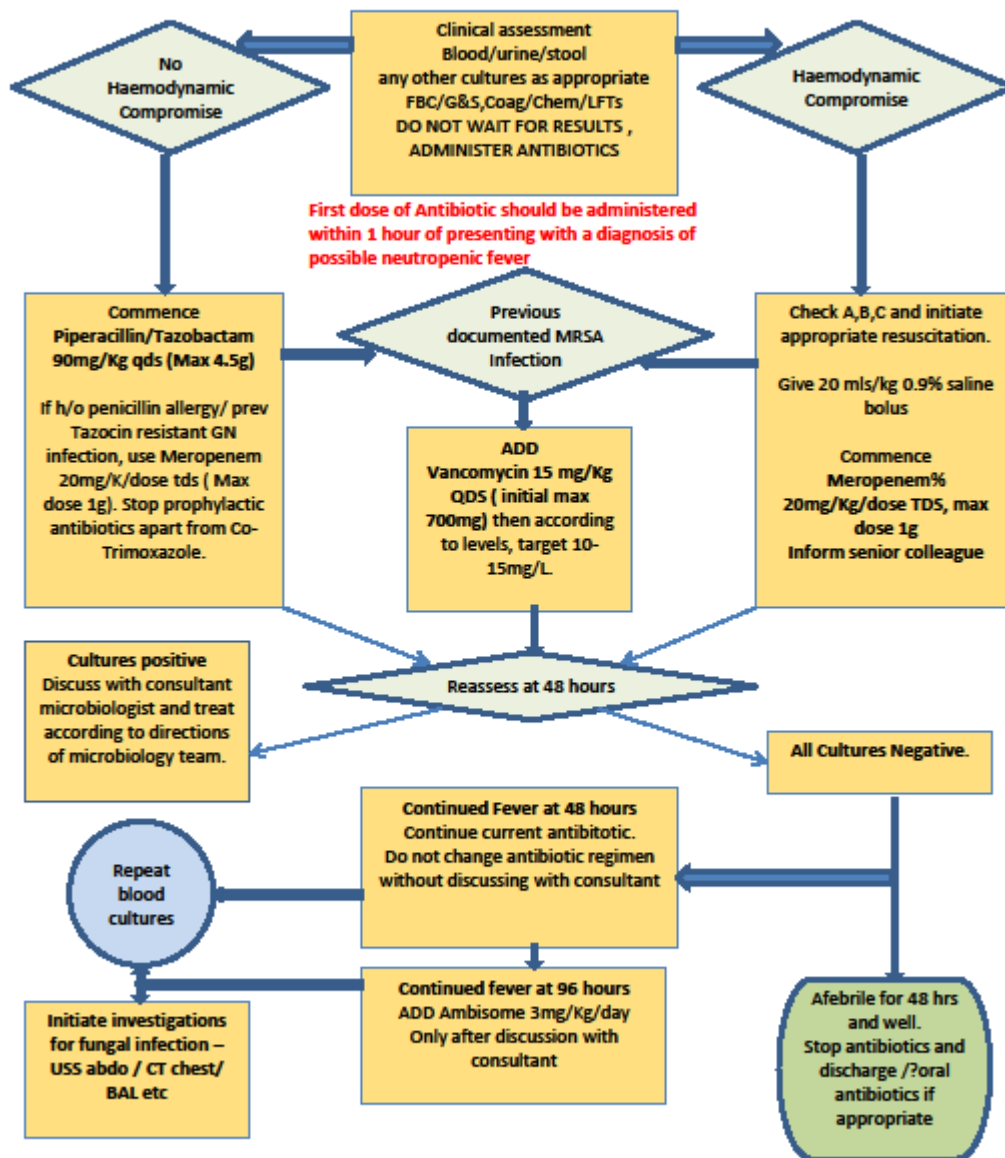 Clinical assessment
Blood/urine/stool
any other cultures as appropriate
FBC/G&S,Coag/Chem/LFTs
DO NOT WAIT FOR RESULTS ,
ADMINISTER ANTIBIOTICS
No
Haemodynamic
Compromise
Haemodynamic
Compromise
First dose of Antibiotic should be administered
within 1 hour of presenting with a diagnosis of
possible neutropenic fever
Commence
Piperacillin/Tazobactam
90mg/Kg qds (Max 4.5g)
If h/o penicillin allergy/ prev
Tazocin resistant GN
infection, use Meropenem
20mg/K/dose tds ( Max
dose 1g). Stop prophylactic
antibiotics apart from Co-
Trimoxazole.
Previous
documented MRSA
Infection
ADD
Vancomycin 15 mg/Kg
QDS ( initial max
700mg) then according
to levels, target 10-
15mg/L.
Check A,B,C and initiate
appropriate resuscitation.
Give 20 mls/kg 0.9% saline
bolus
Commence
Meropenem%
20mg/Kg/dose TDS, max
dose 1g
Inform senior colleague
Reassess at 48 hours
Cultures positive
Discuss with consultant
microbiologist and treat
according to directions
of microbiology team.
All Cultures Negative.
Continued Fever at 48 hours
Continue current antibitotic.
Do not change antibiotic regimen
without discussing with consultant
Repeat
blood
cultures
Continued fever at 96 hours
ADD Ambisome 3mg/Kg/day
Only after discussion with
consultant
Initiate investigations
for fungal infection –
USS abdo / CT chest/
BAL etc
Afebrile for 48 hrs
and well.
Stop antibiotics and
discharge /?oral
antibiotics if
appropriate